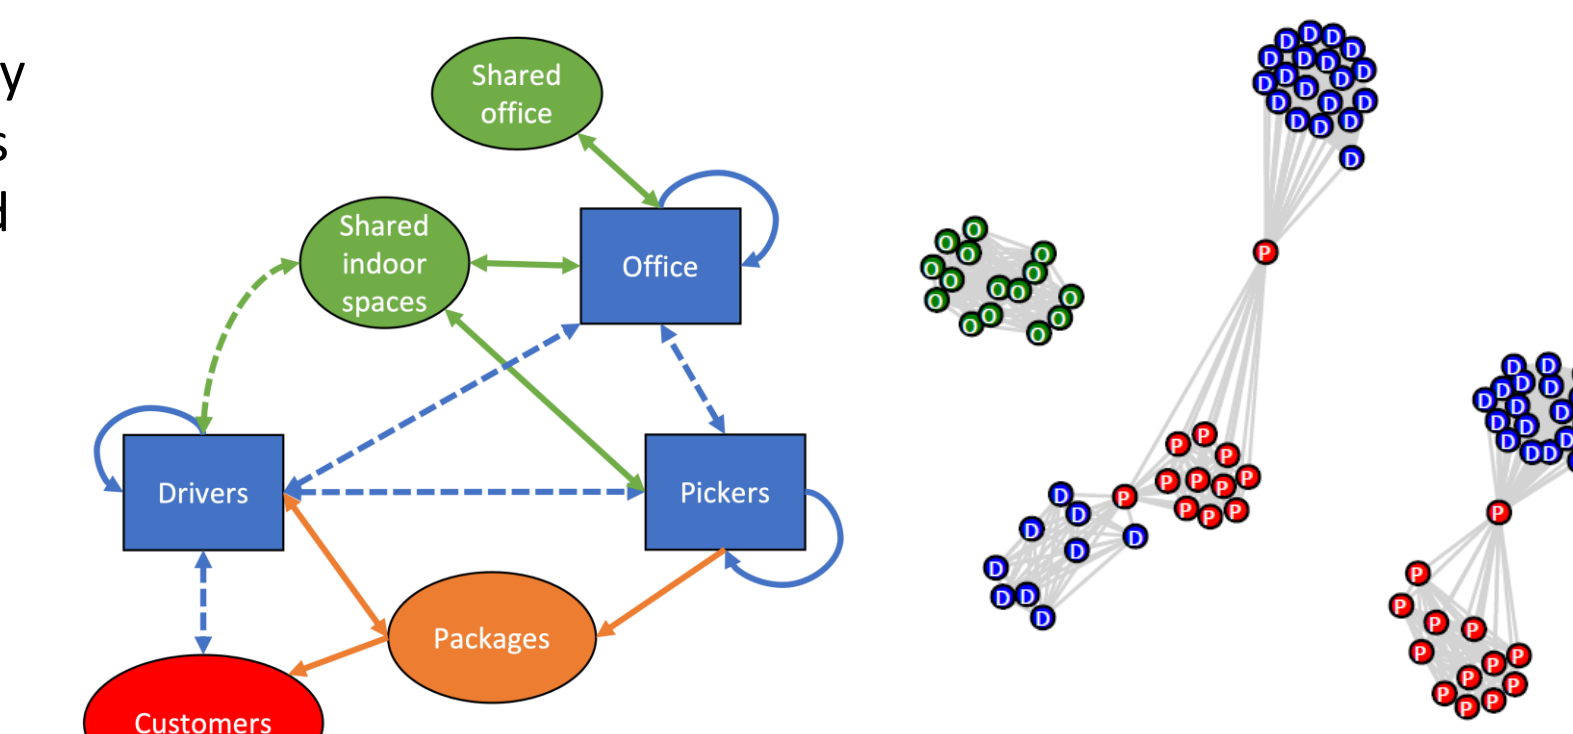 y
s
Shared
office
Shared
indoor
spaces
Office
Drivers
Pickers
Packages
Customers
D D D D D D D D D D D D D D D D D D D
P
O O O O O O O O O O O O O O O
P P P P P P P P P P P
D D D D D D D D D
D D D D D D D D D D D D D D
P
P P P P P P P P P P P P